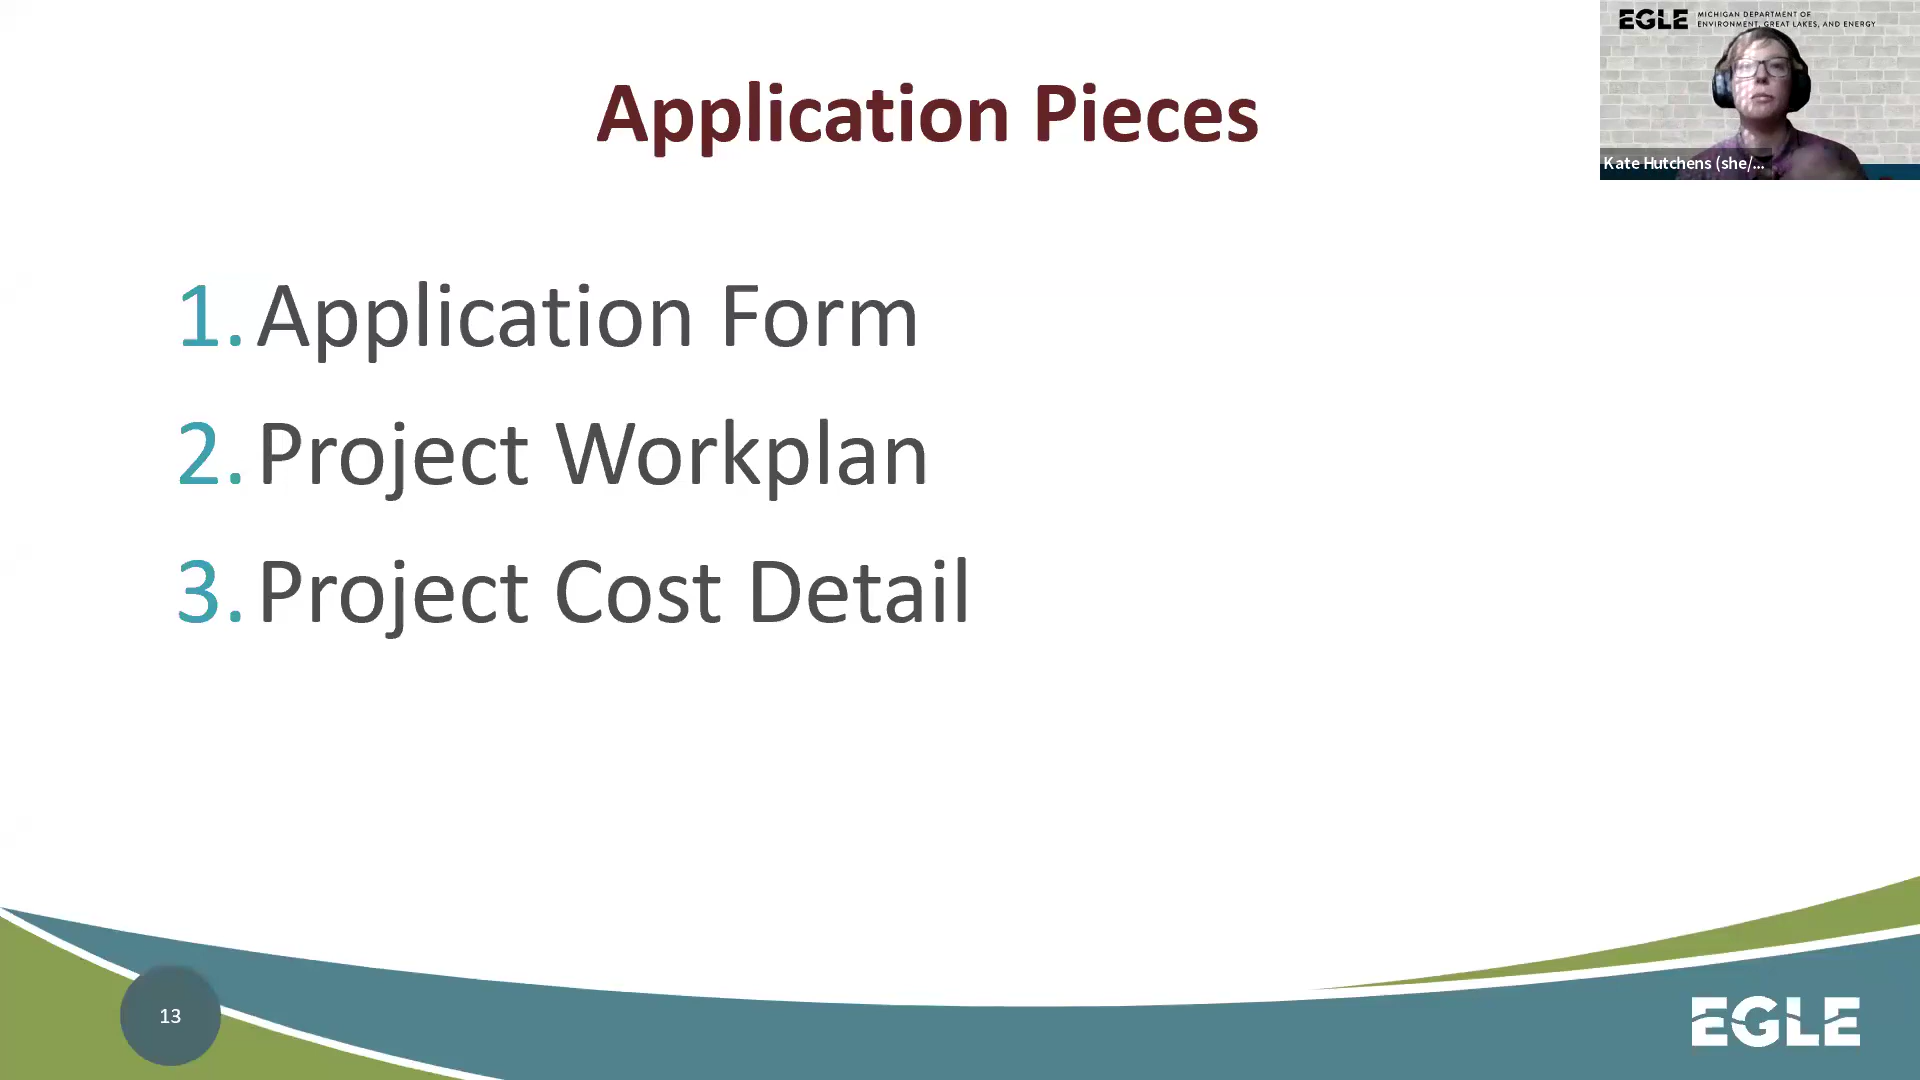 EGLE MICHIGAN DEPARTMENT OF
ENVIRONMENT, GREAT LAKES, AND ENERGY
Application Pieces
Kate Hutchens (she/...
1. Application Form
2. Project Workplan
3. Project Cost Detail
13
EGLE